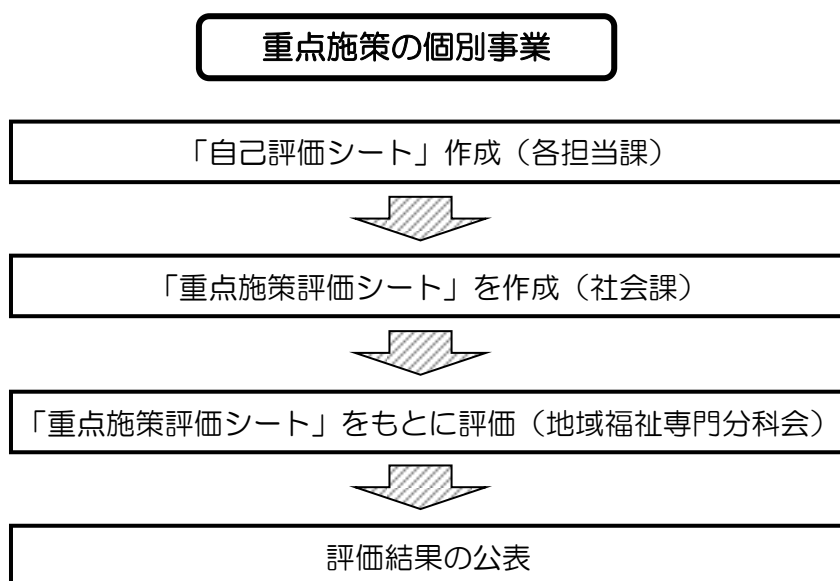 重点施策の個別事業
「自己評価シート」作成（各担当課）
「重点施策評価シート」を作成（社会課）
「重点施策評価シート」をもとに評価（地域福祉専門分科会）
評価結果の公表